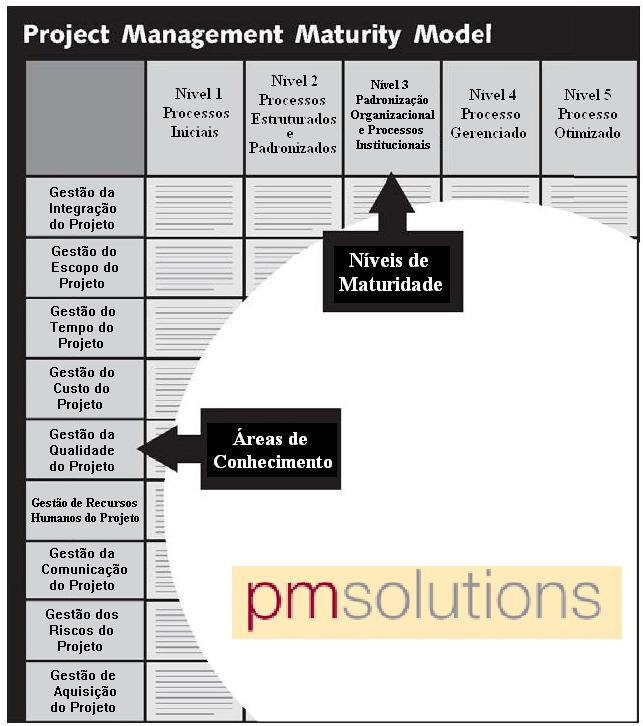 Project Management Maturity Model
Nível 1
Processos
Iniciais
Nível 2
Processos
Estruturados
e
Padronizados
Nível 3
Padronização
Organizacional
e Processos
Institucionais
Nível 4
Processo
Gerenciado
Nível 5
Processo
Otimizado
Gestão da
Integração
do Projeto
Níveis de
Maturidade
Gestão do
Escopo do
Projeto
Gestão do
Tempo do
Projeto
Gestão do
Custo do
Projeto
Gestão da
Qualidade
do Projeto
Áreas de
Conhecimento
Gestão de Recursos
Humanos do Projeto
Gestão da
Comunicação
do Projeto
pmsolutions
Gestão dos
Riscos do
Projeto
Gestão de
Aquisição
do Projeto